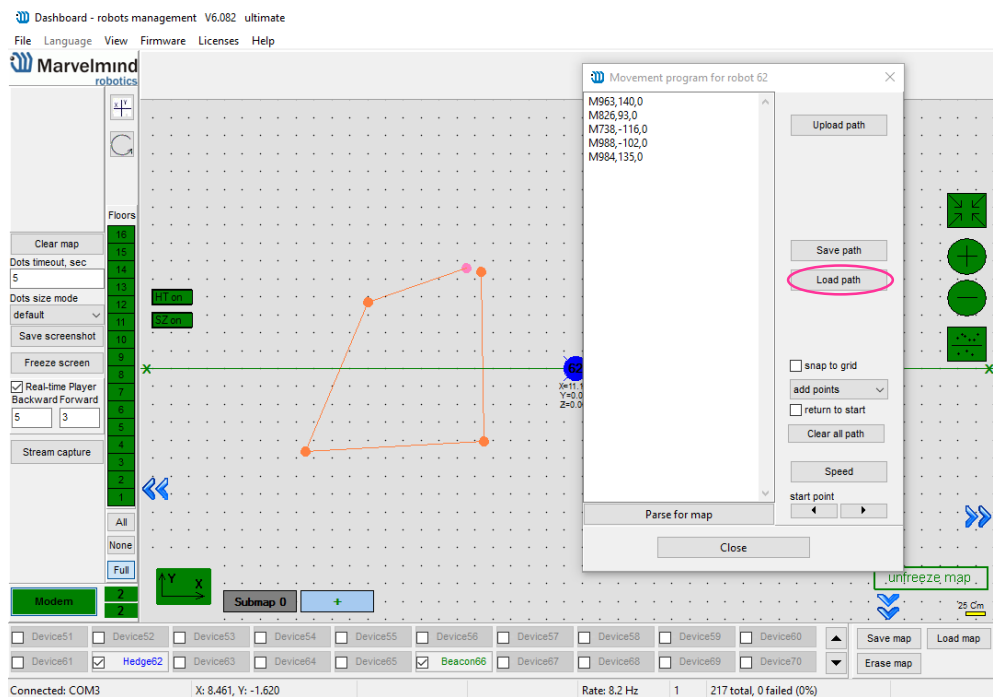 Dashboard - robots management V6.082 ultimate
File Language View Firmware Licenses Help
Marvelmind
robotics
Movement program for robot 62
M963,140,0
M826,93,0
M738,-116,0
M988,-102,0
M984,135,0
Upload path
Save path
Load path
snap to grid
add points
return to start
Clear all path
Speed
start point
Parse for map
Close
Floors
16
15
14
13
12
11
10
9
8
7
6
5
4
3
2
1
All
None
Full
2
2
Clear map
Dots timeout, sec
5
Dots size mode
default
Save screenshot
Freeze screen
Real-time Player
Backward Forward
5 3
Stream capture
Modem
X Y
HT on
SZ on
X
X
62
X=11.1
Y=0.0
Z=0.0
Y X
Submap 0 +
unfreeze map
25 Cm
Device51 Device52 Device53 Device54 Device55 Device56 Device57 Device58 Device59 Device60
Device61 Hedge62 Device63 Device64 Device65 Beacon66 Device67 Device68 Device69 Device70
Save map Load map
Erase map
Connected: COM3 X: 8.461, Y: -1.620 Rate: 8.2 Hz 1 217 total, 0 failed (0%)